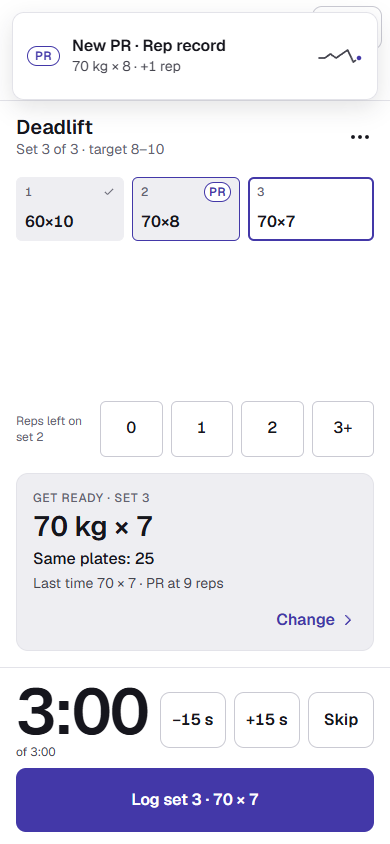 PR
New PR · Rep record
70 kg × 8 · +1 rep
Deadlift
Set 3 of 3 · target 8–10
1
60×10
2
PR
70×8
3
70×7
Reps left on
set 2
0
1
2
3+
GET READY · SET 3
70 kg × 7
Same plates: 25
Last time 70 × 7 · PR at 9 reps
Change
3:00
of 3:00
−15 s
+15 s
Skip
Log set 3 · 70 × 7